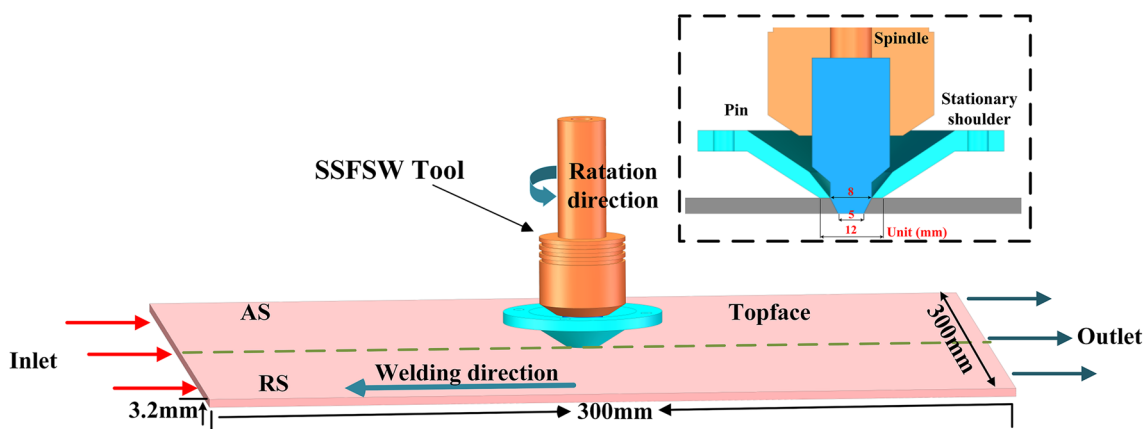 Spindle
Pin
Stationary
shoulder
8
5
12
Unit (mm)
SSFSW Tool
Ratation
direction
AS
Topface
300mm
Inlet
Outlet
RS
Welding direction
3.2mm
300mm